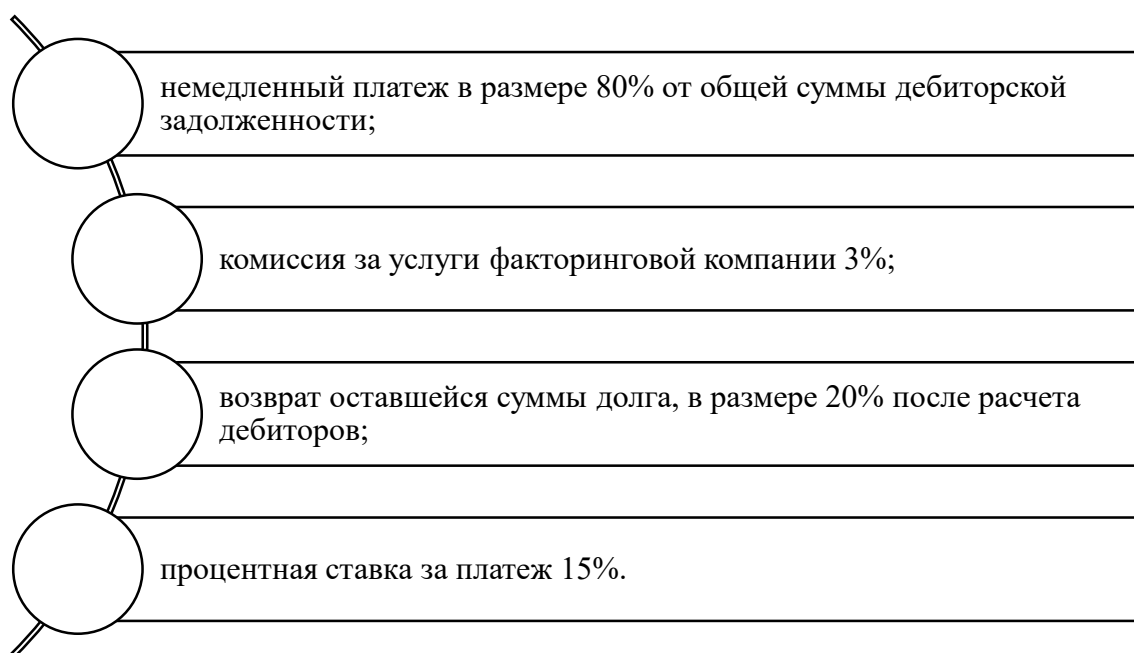 немедленный платеж в размере 80% от общей суммы дебиторской
задолженности;
комиссия за услуги факторинговой компании 3%;
возврат оставшейся суммы долга, в размере 20% после расчета
дебиторов;
процентная ставка за платеж 15%.